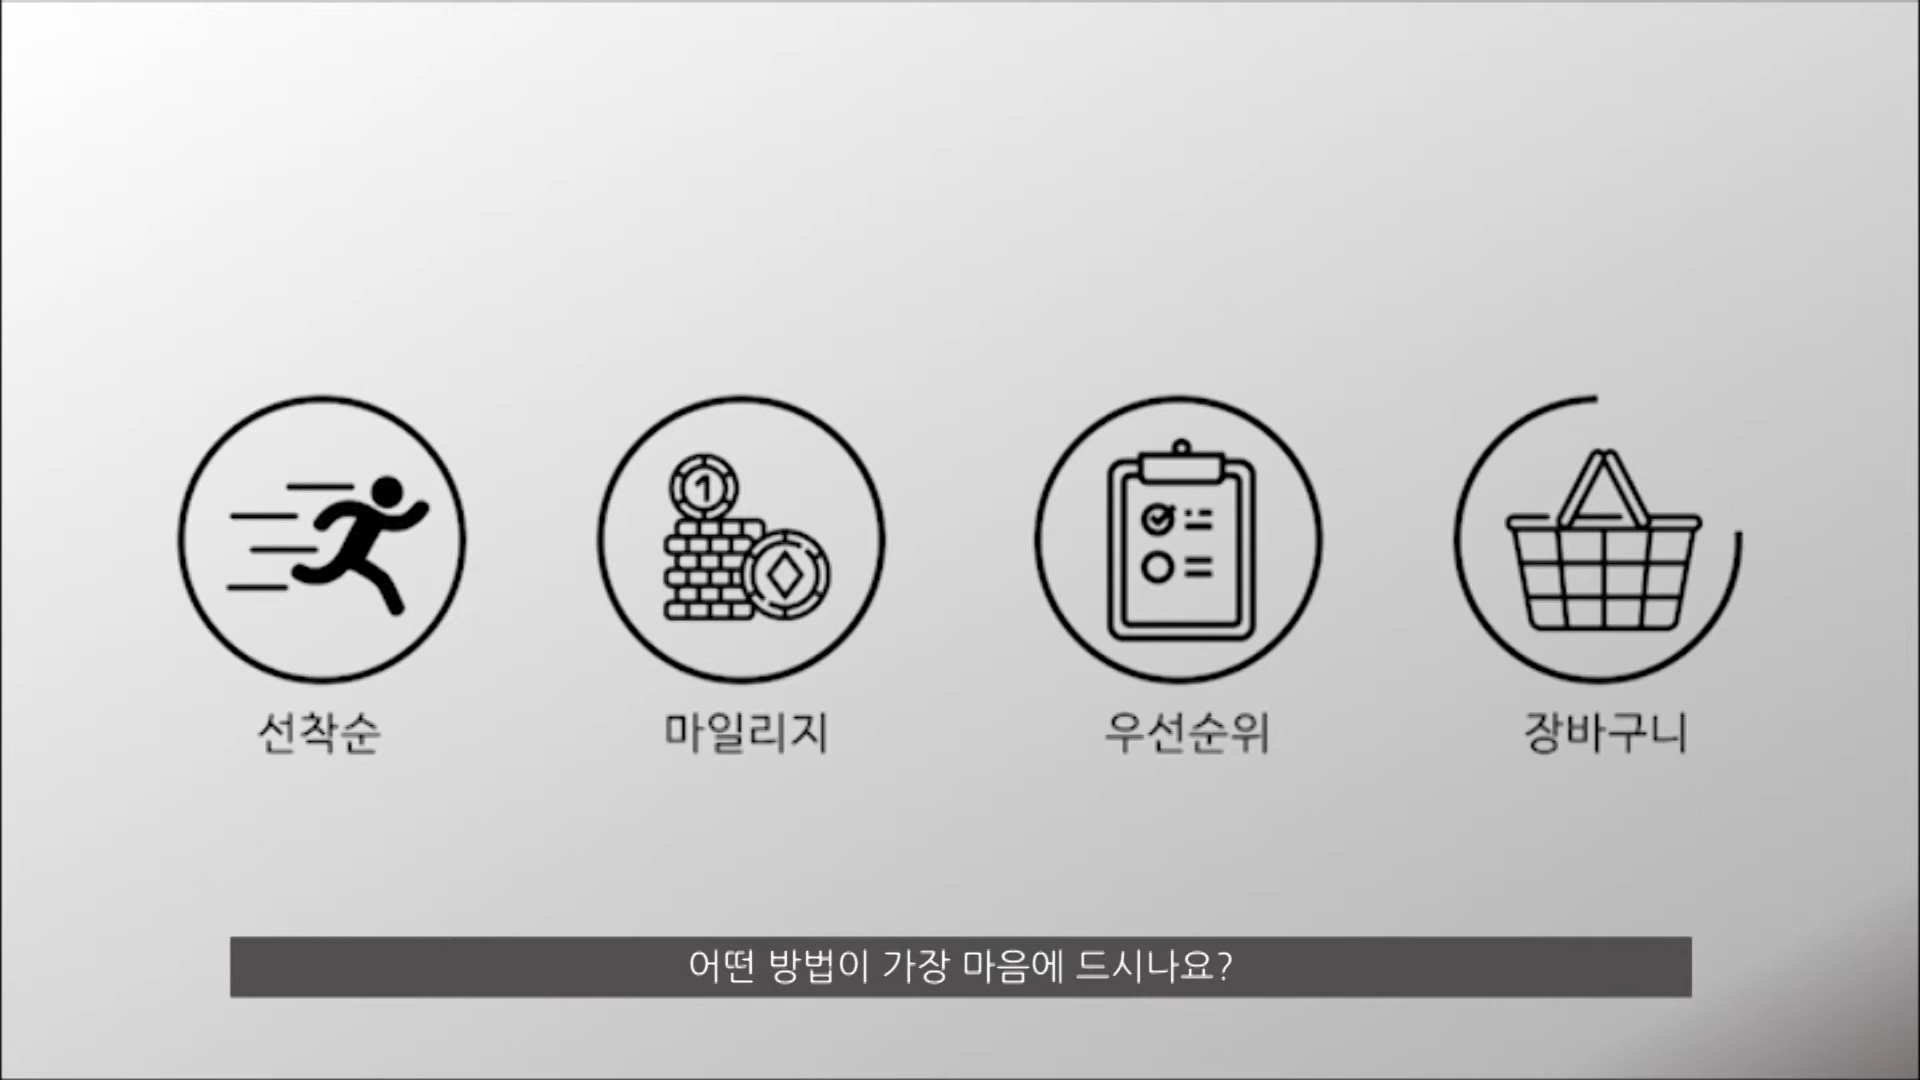 1
선착순
마일리지
우선순위
장바구니
어떤 방법이 가장 마음에 드시나요?